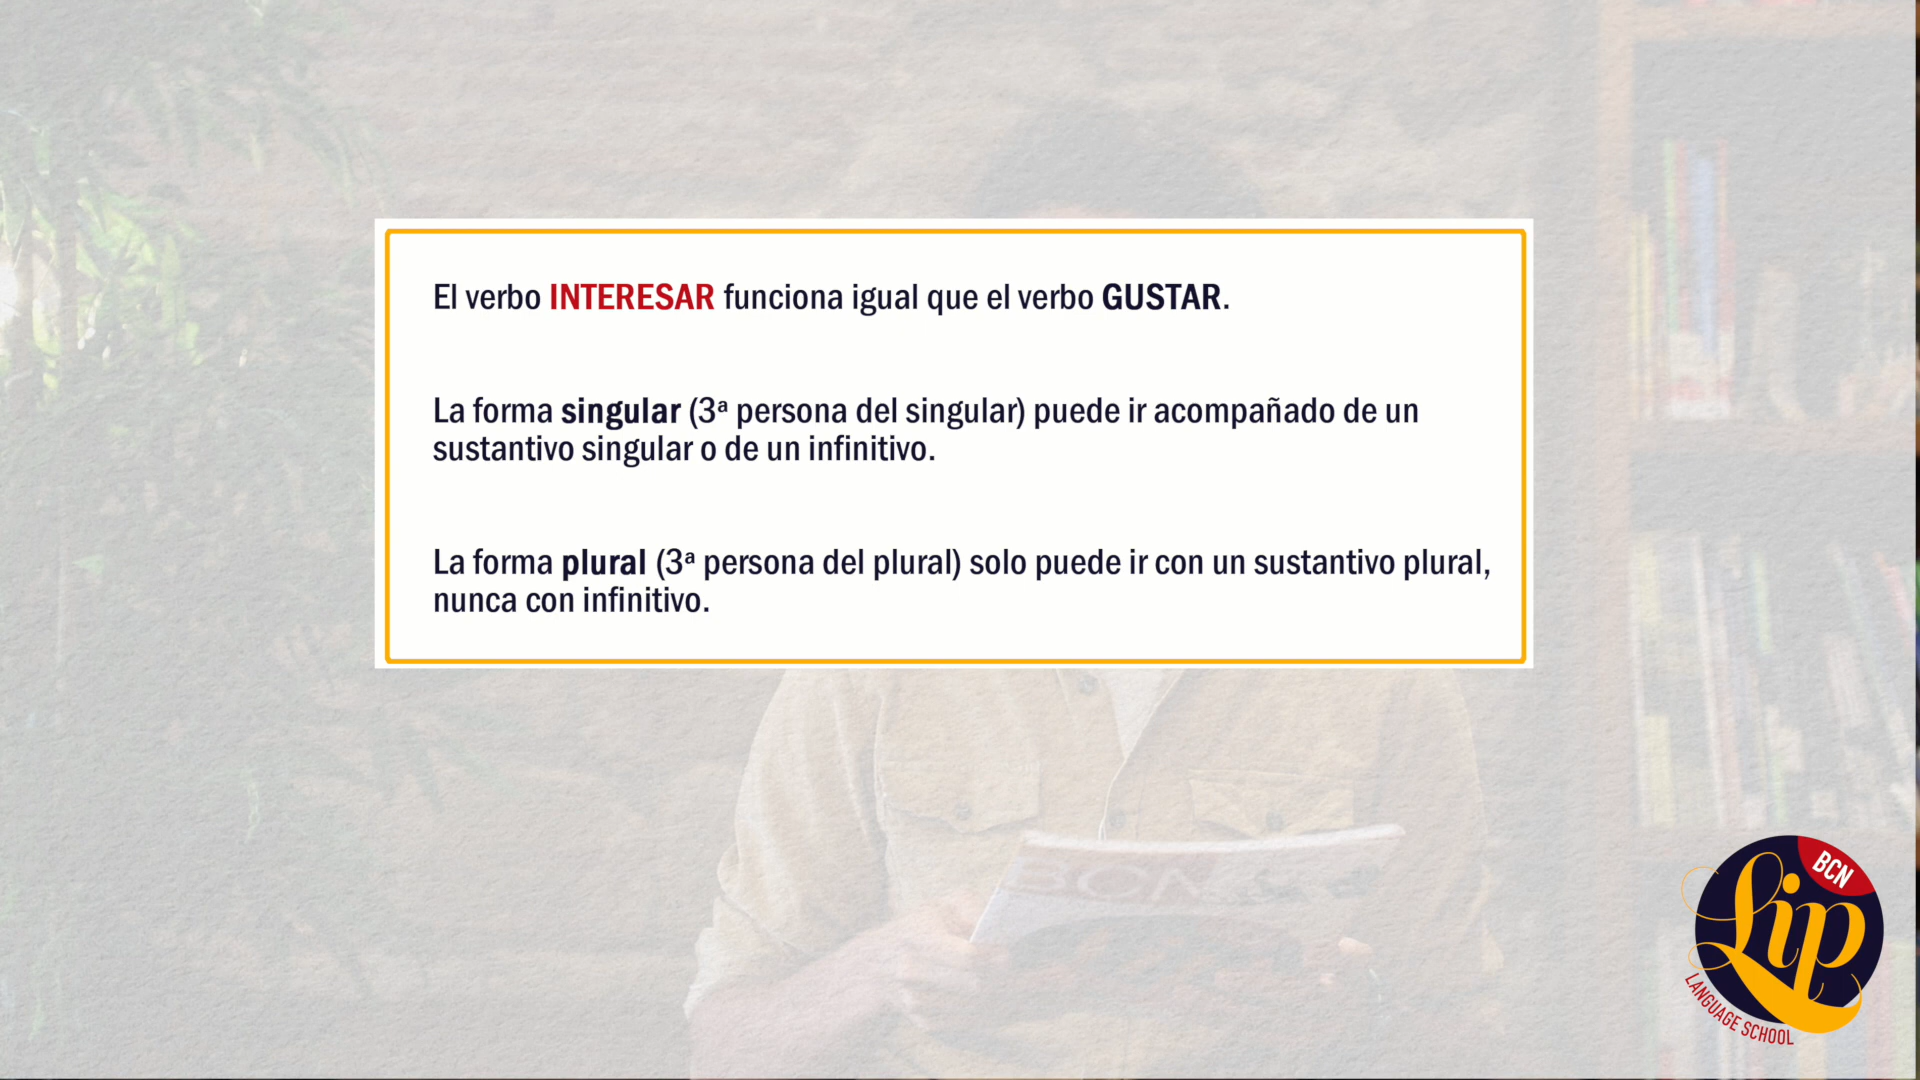 El verbo INTERESAR funciona igual que el verbo GUSTAR.
La forma singular (3ª persona del singular) puede ir acompañado de un
sustantivo singular o de un infinitivo.
La forma plural (3ª persona del plural) solo puede ir con un sustantivo plural,
nunca con infinitivo.
BCN
BCN
Lip
LANGUAGE SCHOOL